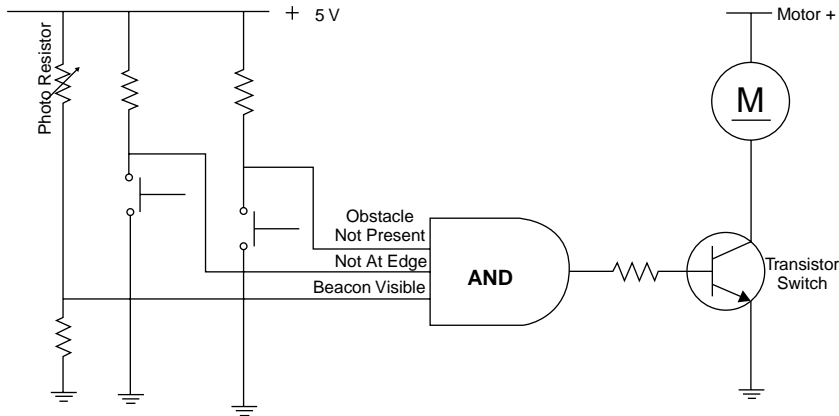 + 5 V
Motor +
Photo Resistor
M
Obstacle
Not Present
Not At Edge
Beacon Visible
AND
Transistor
Switch